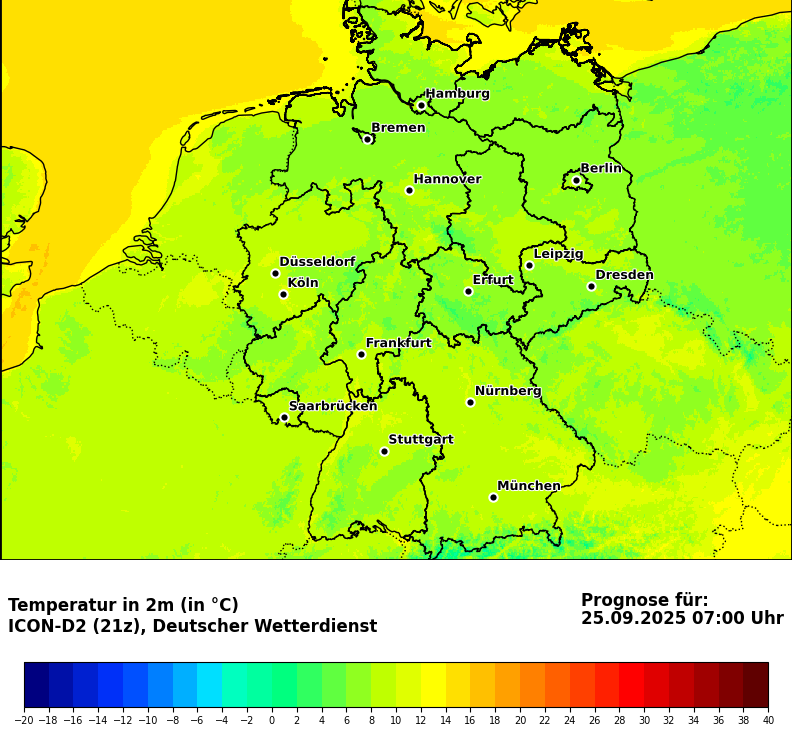 Hamburg
Bremen
Berlin
Hannover
Leipzig
Düsseldorf
Dresden
Köln
Erfurt
Frankfurt
Nürnberg
Saarbrücken
Stuttgart
München
Temperatur in 2m (in °C)
ICON-D2 (21z), Deutscher Wetterdienst
Prognose für:
25.09.2025 07:00 Uhr
−20 −18 −16 −14 −12 −10 −8 −6 −4 −2 0 2 4 6 8 10 12 14 16 18 20 22 24 26 28 30 32 34 36 38 40